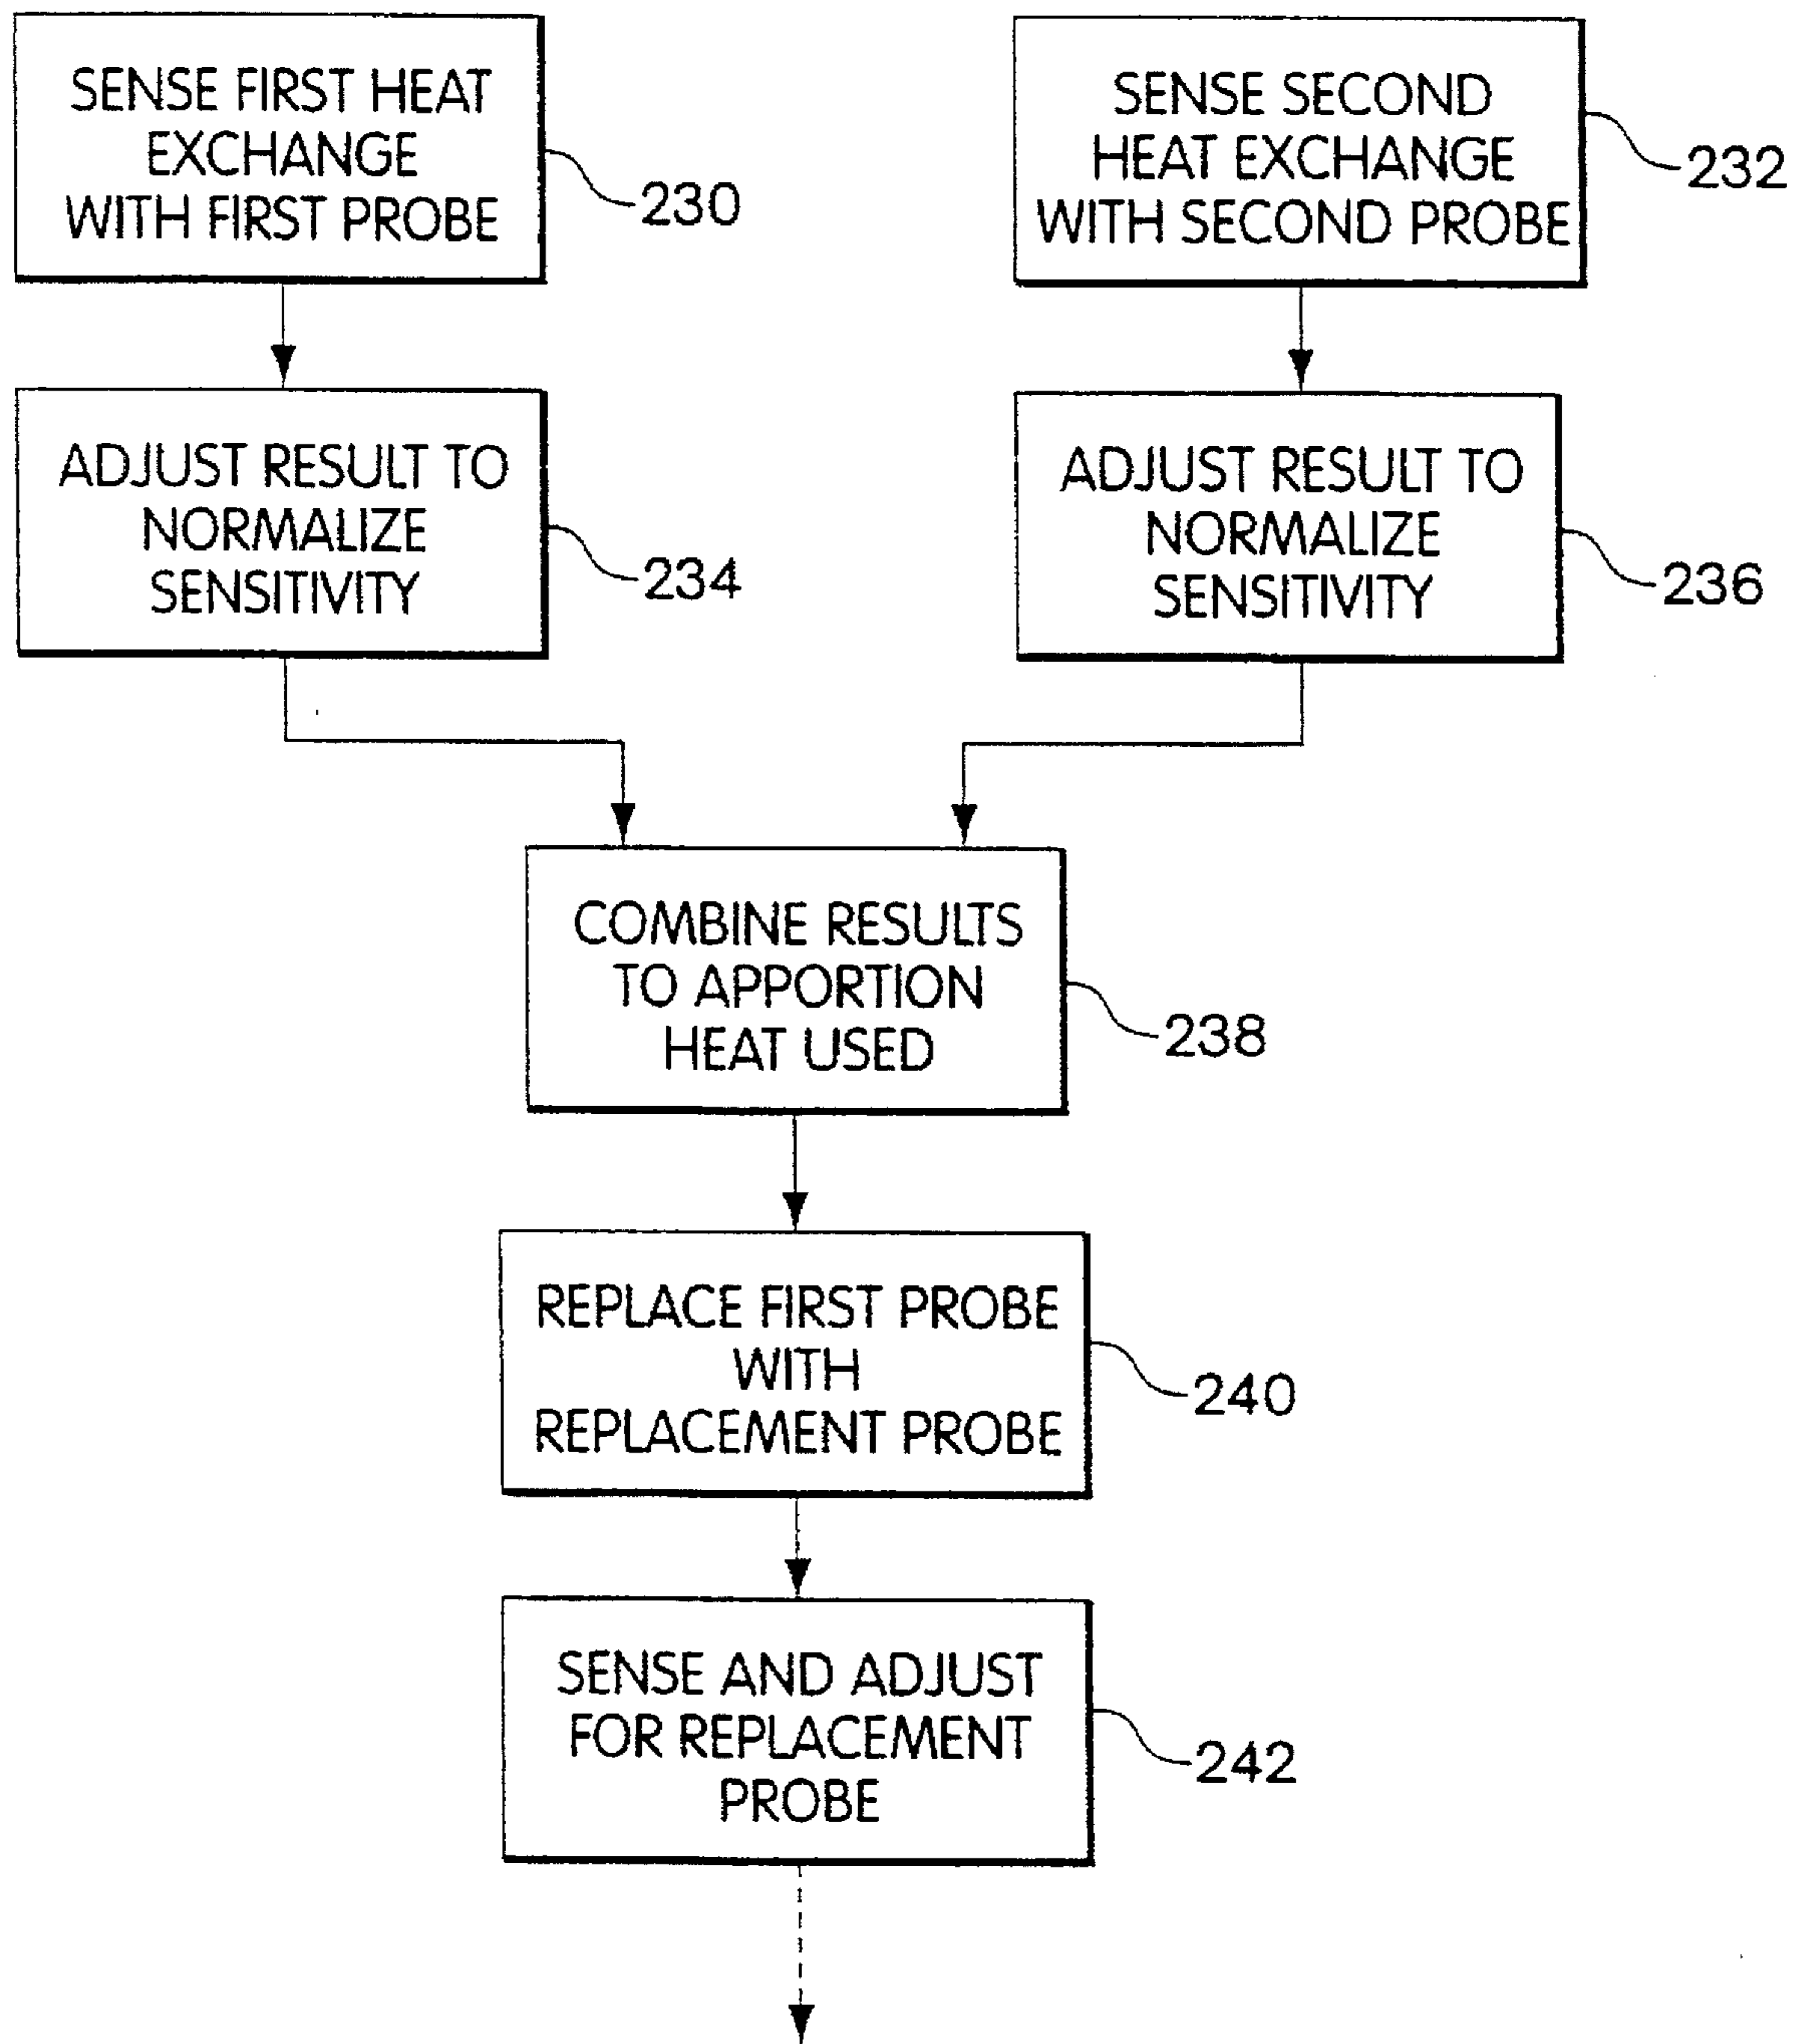 SENSE FIRST HEAT
EXCHANGE
WITH FIRST PROBE
230
SENSE SECOND
HEAT EXCHANGE
WITH SECOND PROBE
232
ADJUST RESULT TO
NORMALIZE
SENSITIVITY
234
ADJUST RESULT TO
NORMALIZE
SENSITIVITY
236
COMBINE RESULTS
TO APPORTION
HEAT USED
238
REPLACE FIRST PROBE
WITH
REPLACEMENT PROBE
240
SENSE AND ADJUST
FOR REPLACEMENT
PROBE
242